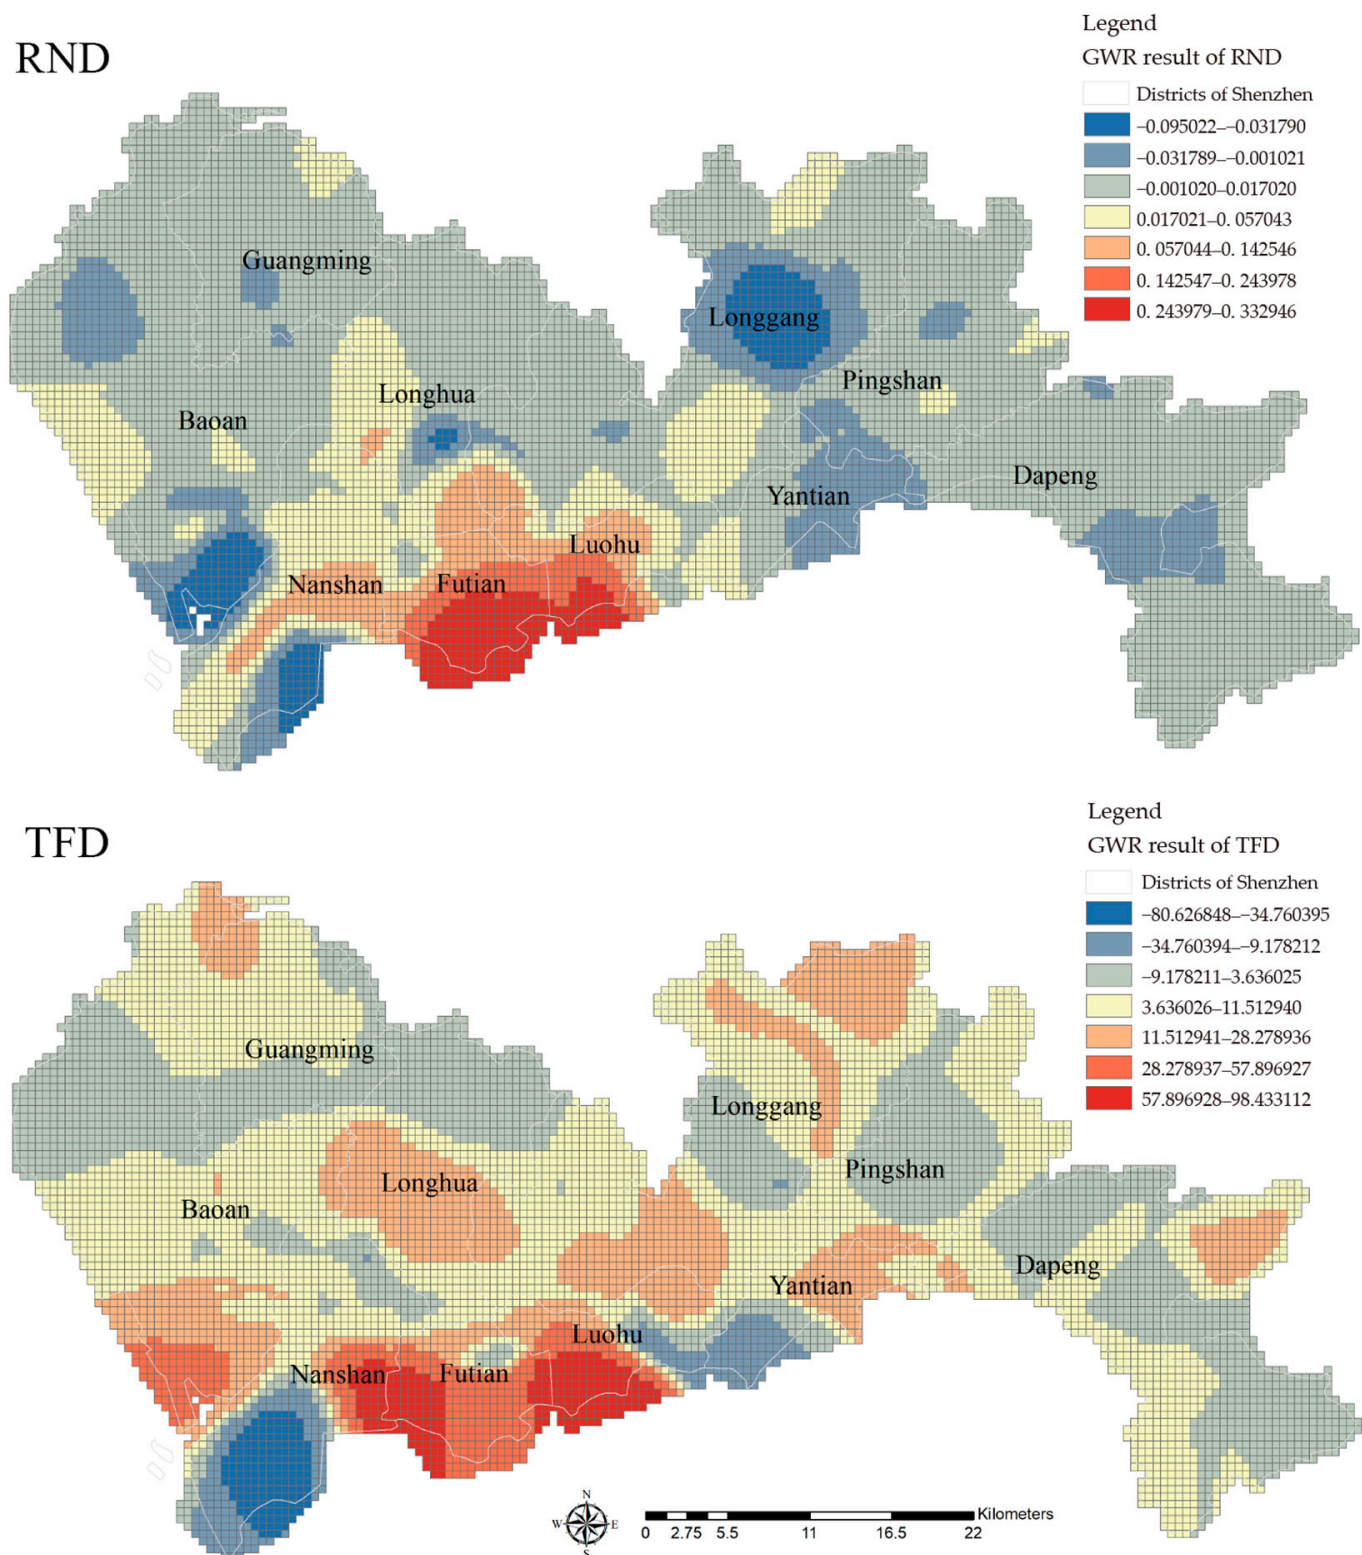 RND
Legend
GWR result of RND
Districts of Shenzhen
−0.095022–−0.031790
−0.031789–−0.001021
−0.001020–0.017020
0.017021–0.057043
0. 057044–0. 142546
0. 142547–0. 243978
0. 243979–0. 332946
Guangming
Longgang
Pingshan
Longhua
Baoan
Dapeng
Yantian
Luohu
Nanshan
Futian
TFD
Legend
GWR result of TFD
Districts of Shenzhen
−80.626848–−34.760395
−34.760394–−9.178212
−9.178211–3.636025
3.636026–11.512940
11.512941–28.278936
28.278937–57.896927
57.896928–98.433112
Guangming
Longgang
Pingshan
Longhua
Baoan
Dapeng
Yantian
Luohu
Nanshan
Futian
N
W E
S
Kilometers
0 2.75 5.5 11 16.5 22